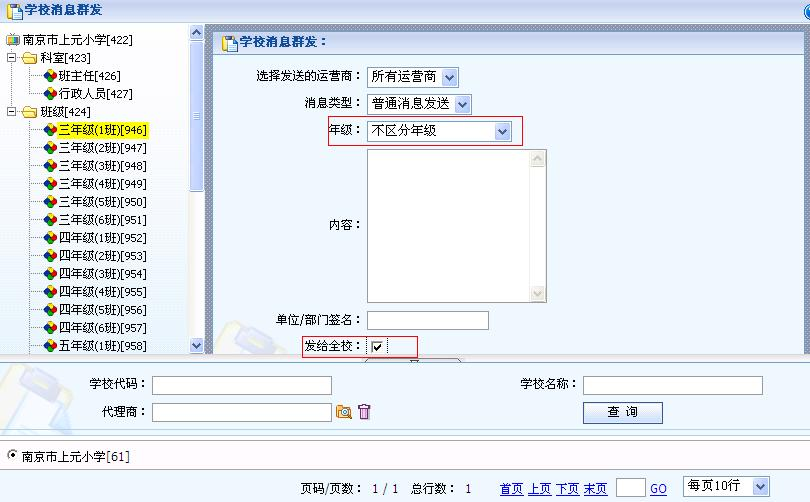 学校消息群发
南京市上元小学[422]
科室[423]
班主任[426]
行政人员[427]
班级[424]
三年级(1班)[946]
三年级(2班)[947]
三年级(3班)[948]
三年级(4班)[949]
三年级(5班)[950]
三年级(6班)[951]
四年级(1班)[952]
四年级(2班)[953]
四年级(3班)[954]
四年级(4班)[955]
四年级(5班)[956]
四年级(6班)[957]
五年级(1班)[958]
学校消息群发：
选择发送的运营商： 所有运营商
消息类型： 普通消息发送
年级： 不区分年级
内容：
单位/部门签名：
发给全校：
学校代码： 学校名称：
代理商： 查 询
南京市上元小学[61]
页码/页数： 1 / 1 总行数： 1 首页 上页 下页 末页 GO 每页10行